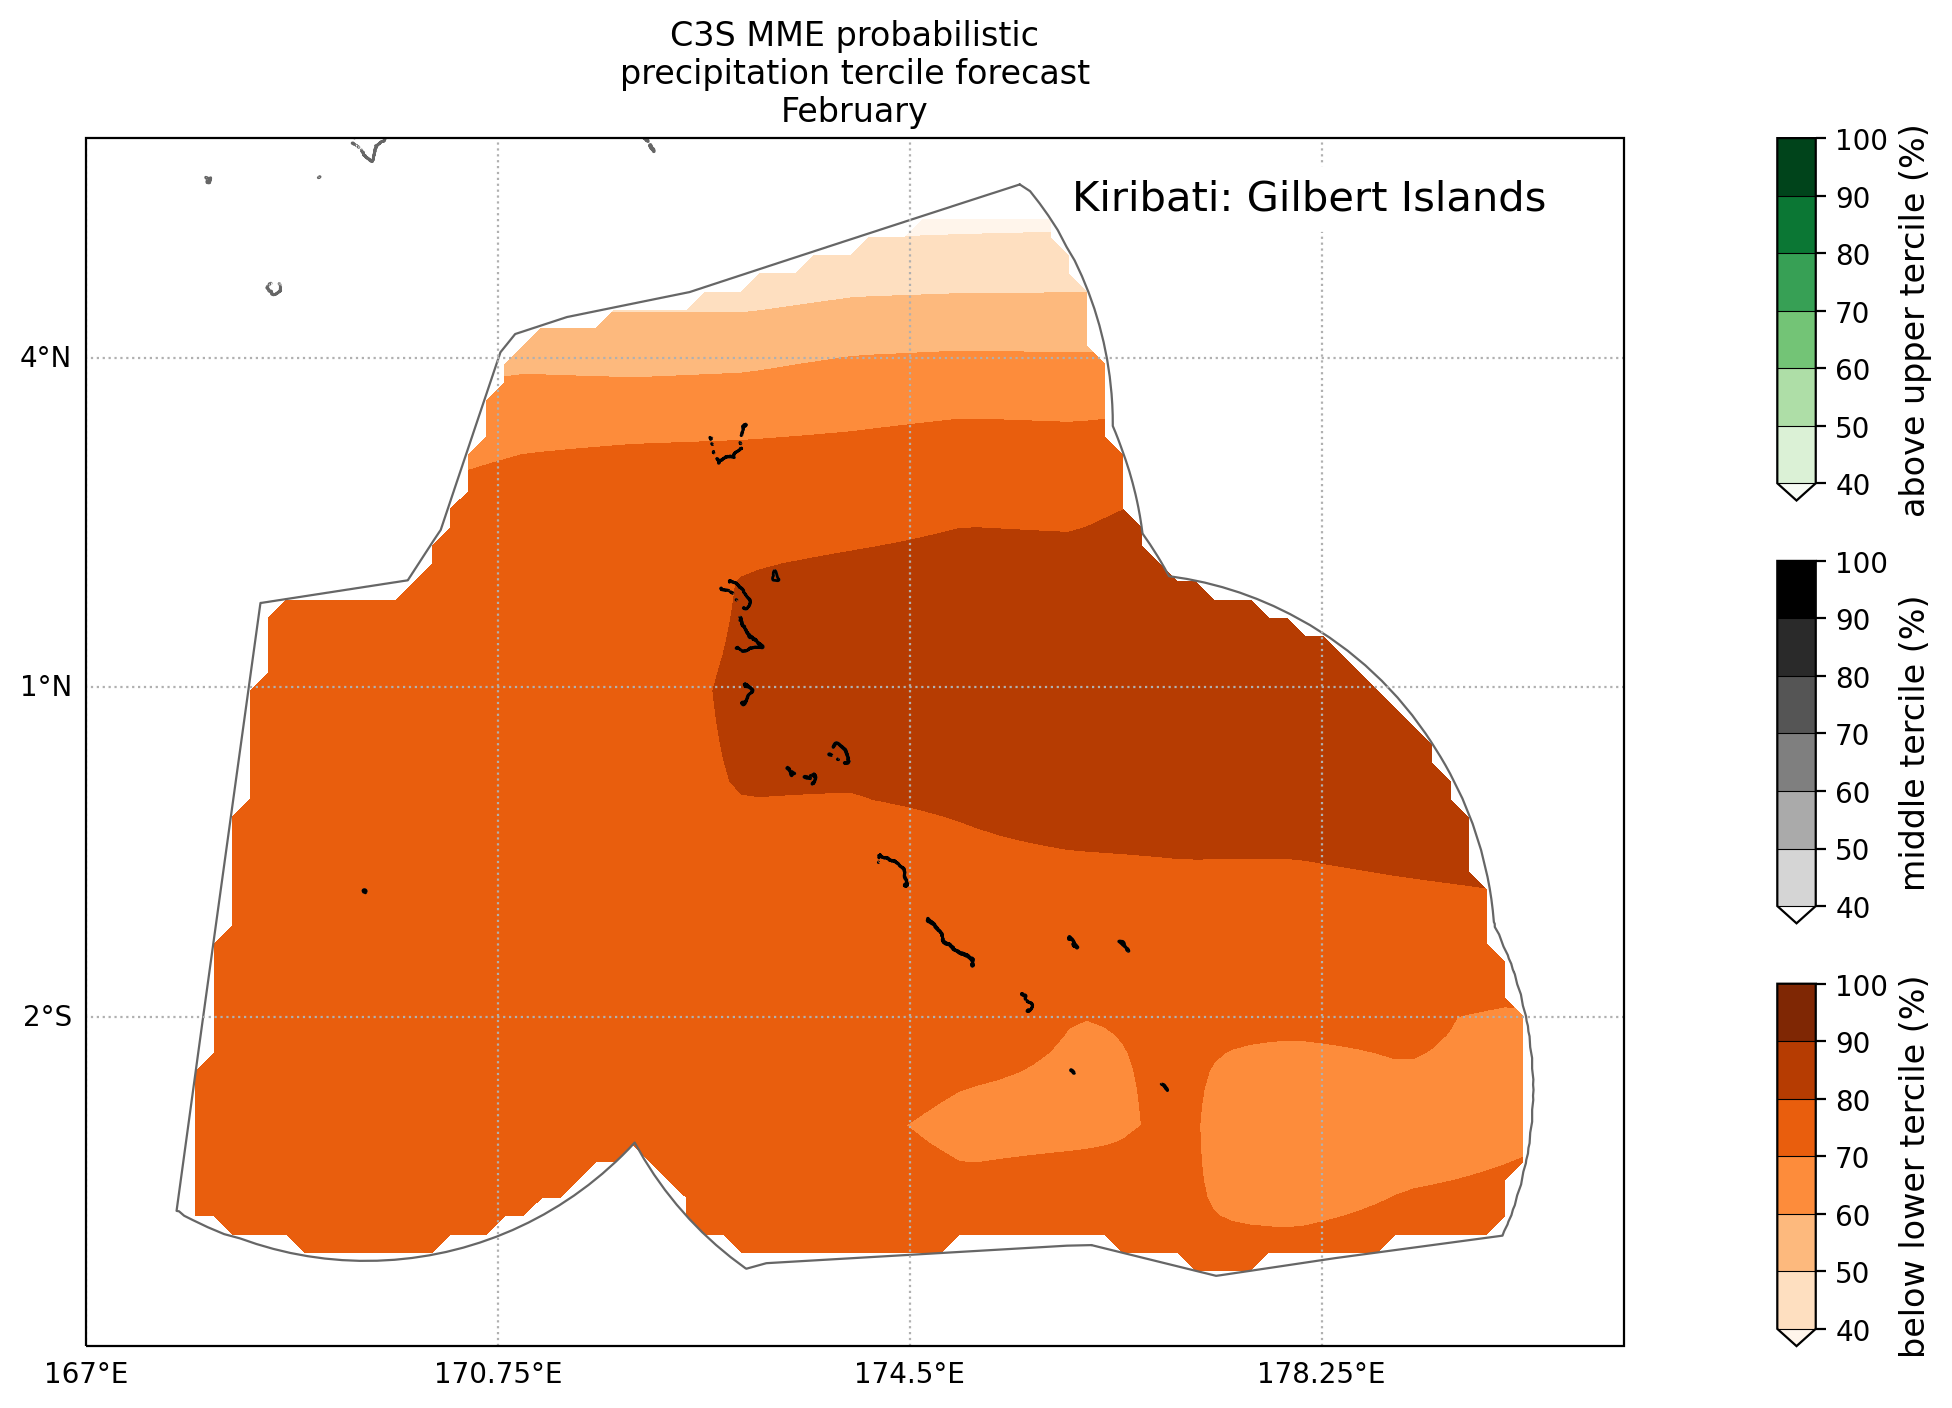 C3S MME probabilistic
precipitation tercile forecast
February
Kiribati: Gilbert Islands
4°N
1°N
2°S
167°E
170.75°E
174.5°E
178.25°E
100
90
80
70
60
50
40
above upper tercile (%)
100
90
80
70
60
50
40
middle tercile (%)
100
90
80
70
60
50
40
below lower tercile (%)